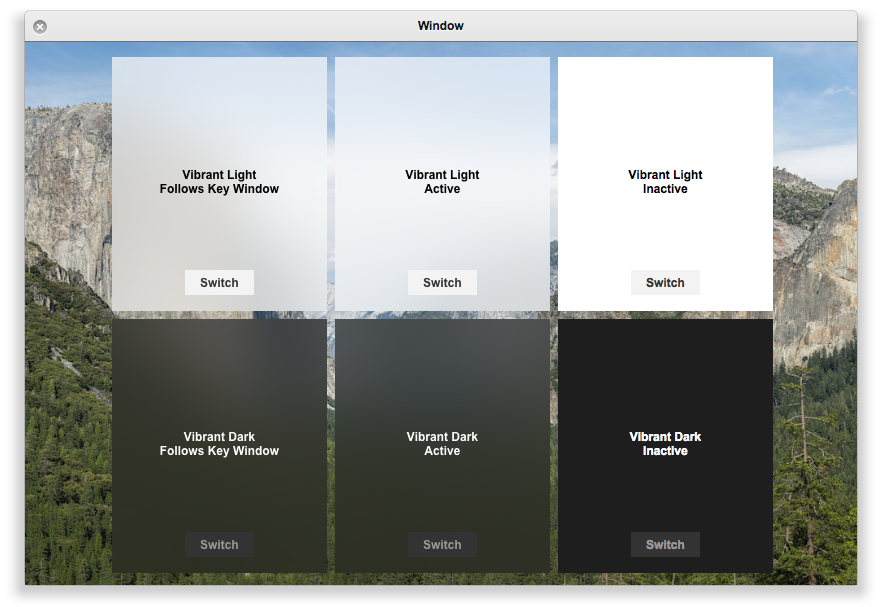 Window
Vibrant Light
Follows Key Window
Switch
Vibrant Light
Active
Switch
Vibrant Light
Inactive
Switch
Vibrant Dark
Follows Key Window
Switch
Vibrant Dark
Active
Switch
Vibrant Dark
Inactive
Switch